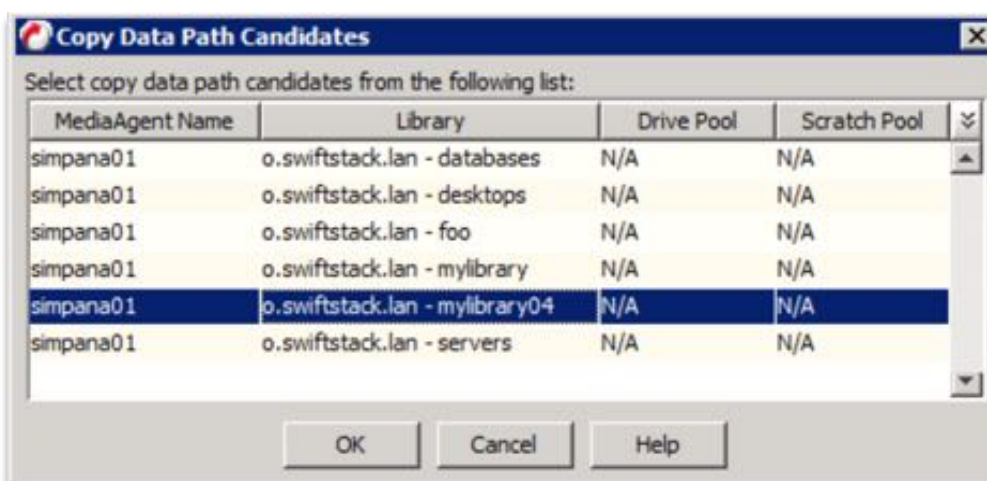 Copy Data Path Candidates
Select copy data path candidates from the following list:
MediaAgent Name Library Drive Pool Scratch Pool
simpana01 o.swiftstack.lan - databases N/A N/A
simpana01 o.swiftstack.lan - desktops N/A N/A
simpana01 o.swiftstack.lan - foo N/A N/A
simpana01 o.swiftstack.lan - mylibrary N/A N/A
simpana01 o.swiftstack.lan - mylibrary04 N/A N/A
simpana01 o.swiftstack.lan - servers N/A N/A
OK Cancel Help